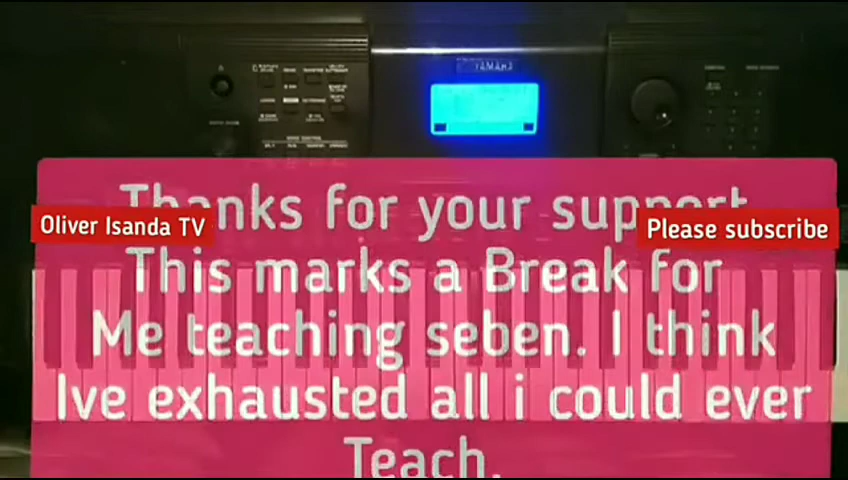 YAMAHA
Thanks for your support
Oliver Isanda TV
Please subscribe
This marks a Break for
Me teaching seben. I think
Ive exhausted all i could ever
Teach.